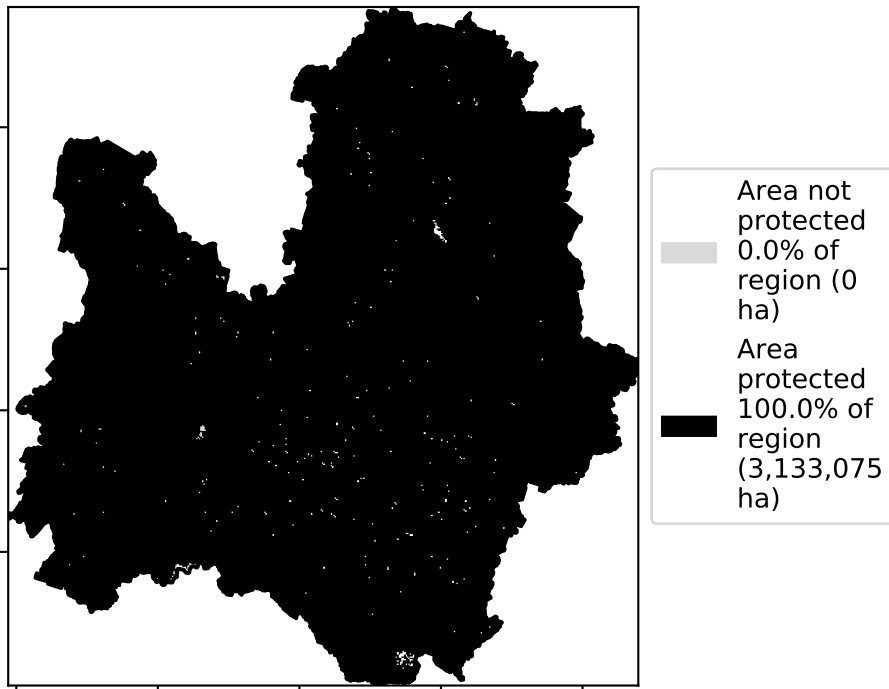 Area not
protected
0.0% of
region (0
ha)
Area
protected
100.0% of
region
(3,133,075
ha)